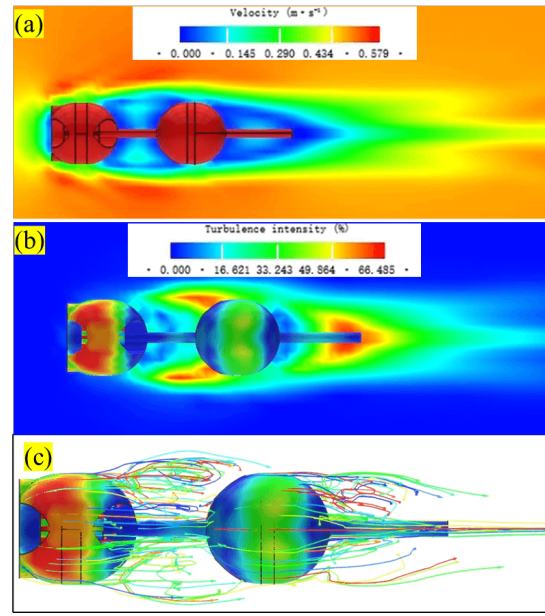 (a)
Velocity (m·s⁻¹)
0.000 0.145 0.290 0.434 0.579
(b)
Turbulence intensity (%)
0.000 16.621 33.243 49.864 66.485
(c)